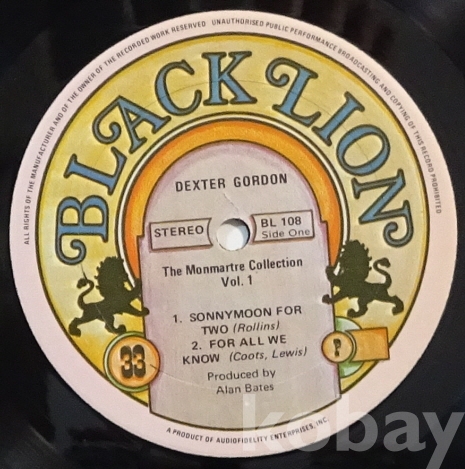 ALL RIGHTS OF THE MANUFACTURER AND OF THE OWNER OF THE RECORDED WORK RESERVED UNAUTHORISED PUBLIC PERFORMANCE BROADCASTING AND COPYING OF THIS RECORD PROHIBITED
BLACK LION
DEXTER GORDON
STEREO
BL 108
Side One
The Monmartre Collection
Vol. 1
1. SONNYMOON FOR
TWO (Rollins)
2. FOR ALL WE
KNOW (Coots, Lewis)
33
P
Produced by
Alan Bates
A PRODUCT OF AUDIOFIDELITY ENTERPRISES, INC.
kobay